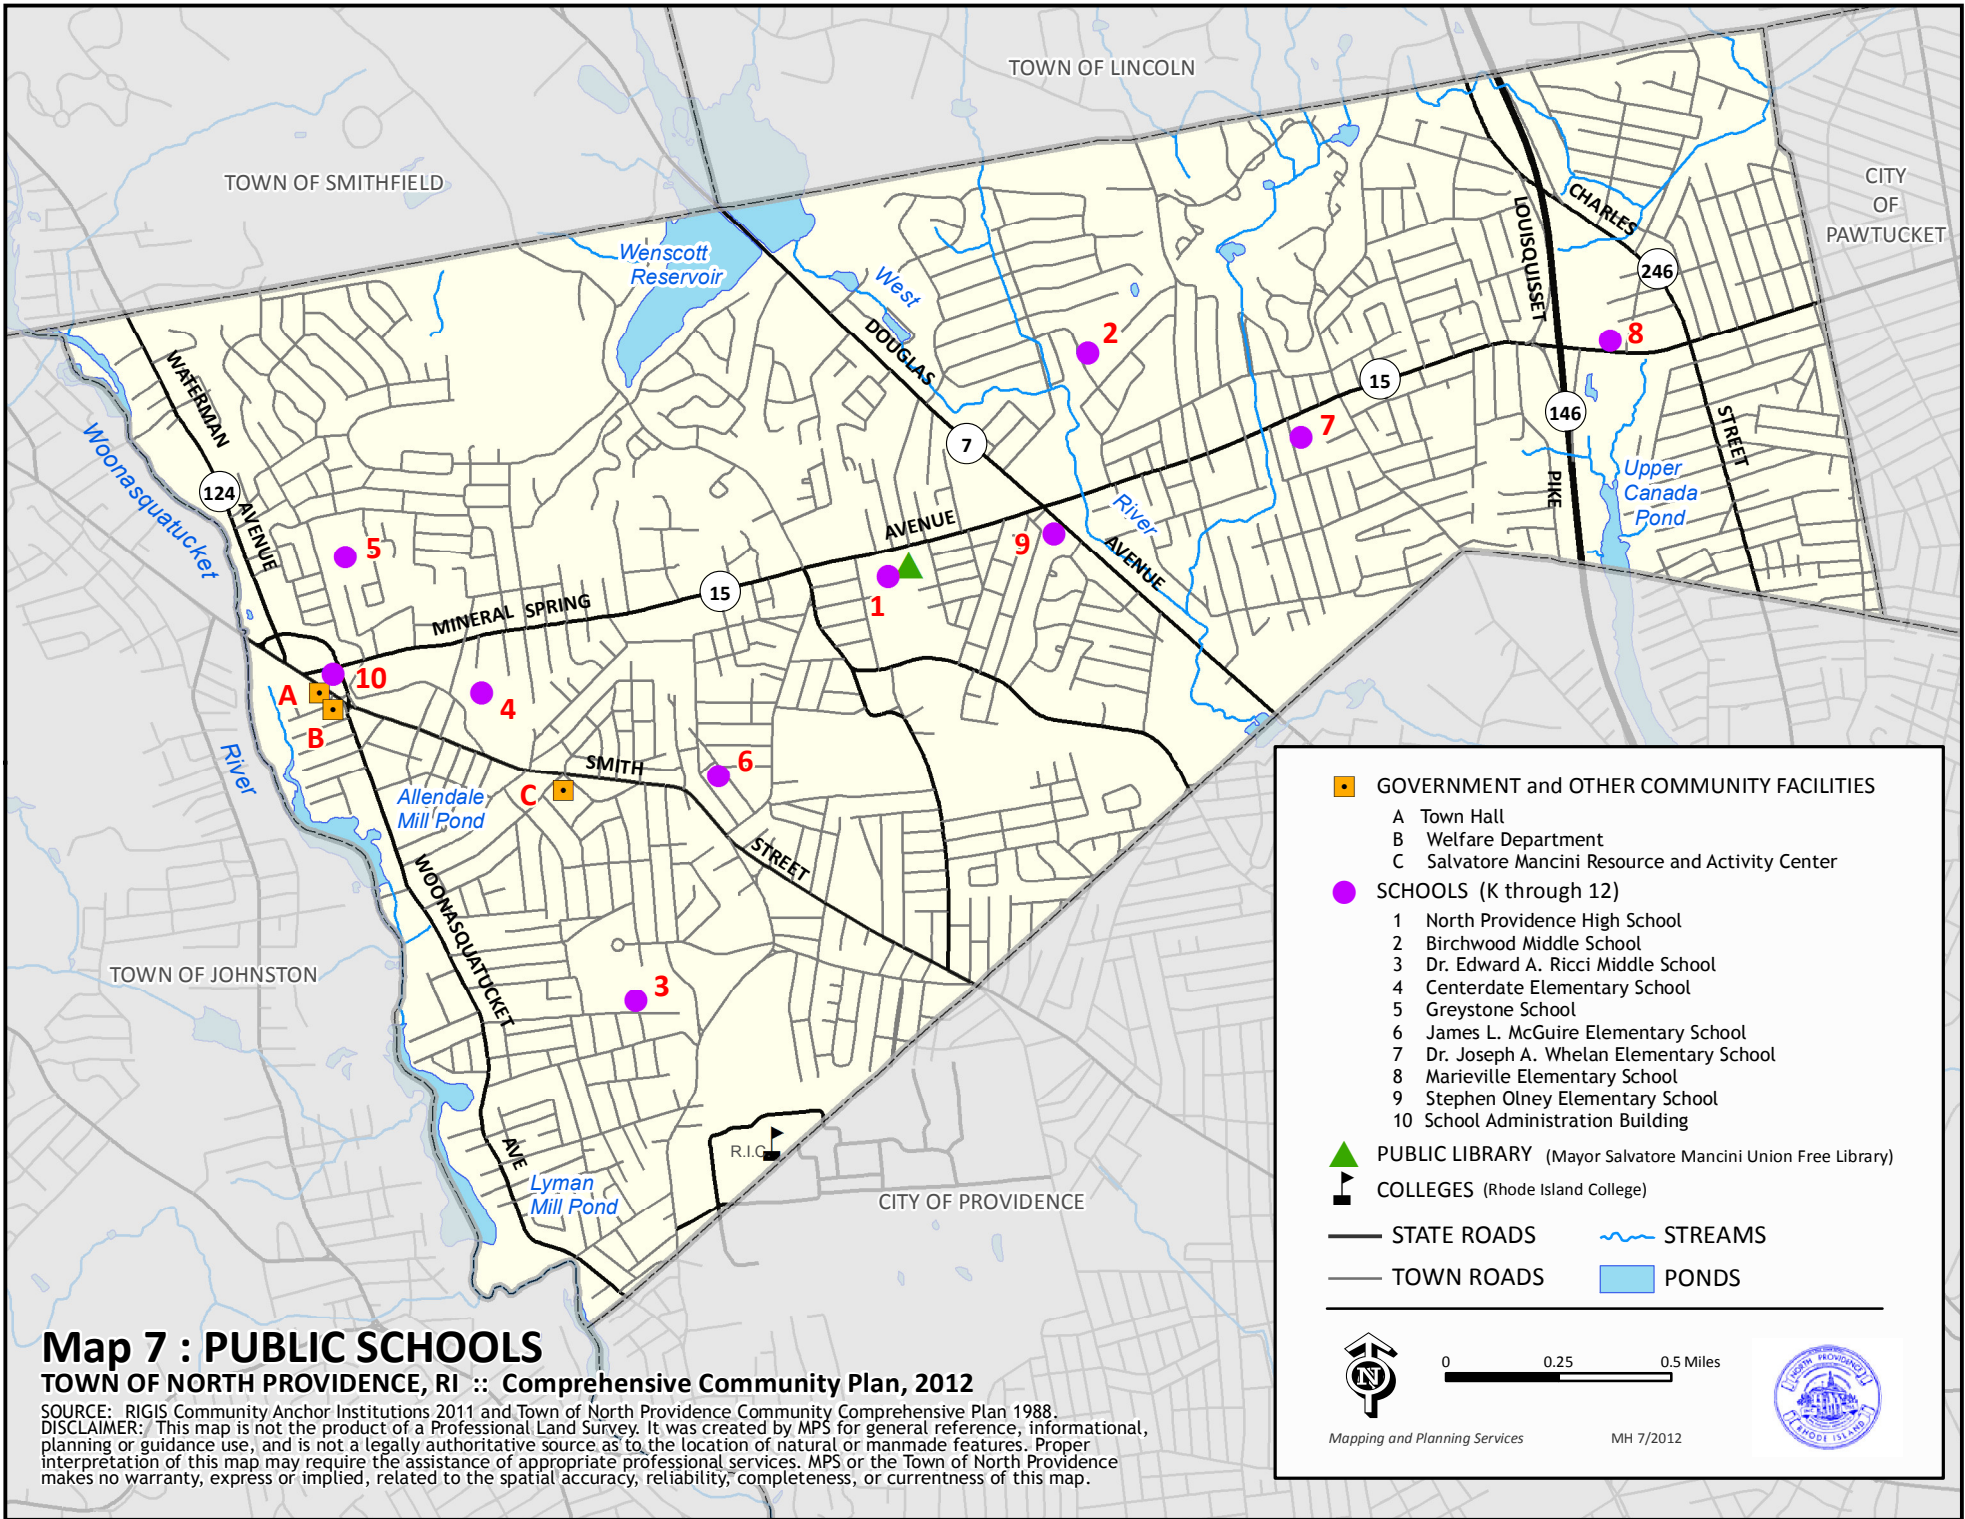 TOWN OF LINCOLN
TOWN OF SMITHFIELD
CITY
OF
PAWTUCKET
CHARLES
LOUISQUISSET
Wenscott
Reservoir
West
246
DOUGLAS
2
8
WATERMAN
15
146
7
7
STREET
Woonasquatucket
124
AVENUE
PIKE
Upper
Canada
Pond
River
AVENUE
9
AVENUE
5
15
MINERAL SPRING
1
10
A
4
B
River
SMITH
6
C
Allendale
Mill Pond
STREET
WOONASQUATUCKET
TOWN OF JOHNSTON
3
AVE
R.I.C
Lyman
Mill Pond
CITY OF PROVIDENCE
GOVERNMENT and OTHER COMMUNITY FACILITIES
A Town Hall
B Welfare Department
C Salvatore Mancini Resource and Activity Center
SCHOOLS (K through 12)
1 North Providence High School
2 Birchwood Middle School
3 Dr. Edward A. Ricci Middle School
4 Centerdate Elementary School
5 Greystone School
6 James L. McGuire Elementary School
7 Dr. Joseph A. Whelan Elementary School
8 Marieville Elementary School
9 Stephen Olney Elementary School
10 School Administration Building
PUBLIC LIBRARY (Mayor Salvatore Mancini Union Free Library)
COLLEGES (Rhode Island College)
STATE ROADS
STREAMS
TOWN ROADS
PONDS
N
0 0.25 0.5 Miles
Mapping and Planning Services
MH 7/2012
NORTH PROVIDENCE
RHODE ISLAND
Map 7 : PUBLIC SCHOOLS
TOWN OF NORTH PROVIDENCE, RI :: Comprehensive Community Plan, 2012
SOURCE: RIGIS Community Anchor Institutions 2011 and Town of North Providence Community Comprehensive Plan 1988.
DISCLAIMER: This map is not the product of a Professional Land Survey. It was created by MPS for general reference, informational,
planning or guidance use, and is not a legally authoritative source as to the location of natural or manmade features. Proper
interpretation of this map may require the assistance of appropriate professional services. MPS or the Town of North Providence
makes no warranty, express or implied, related to the spatial accuracy, reliability, completeness, or currentness of this map.